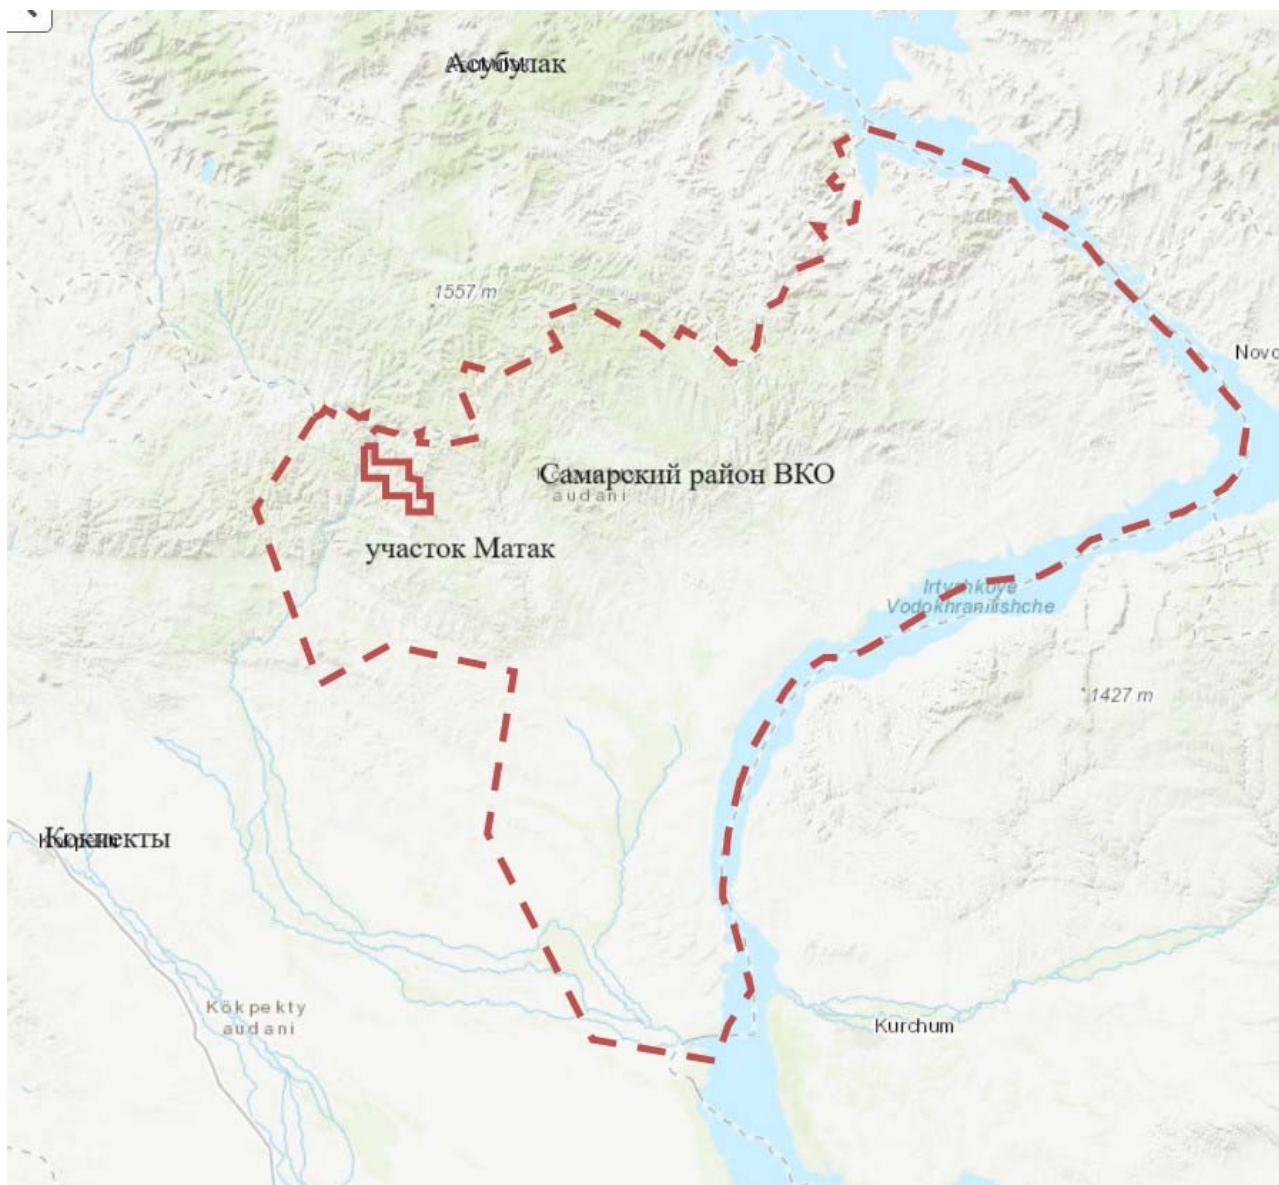 Асубулак
1557 m
Novo
Самарский район ВКО
audani
участок Матак
Irtyshkoye
Vodokhranilishche
1427 m
Кокпекты
Kökpekty
audani
Kurchum